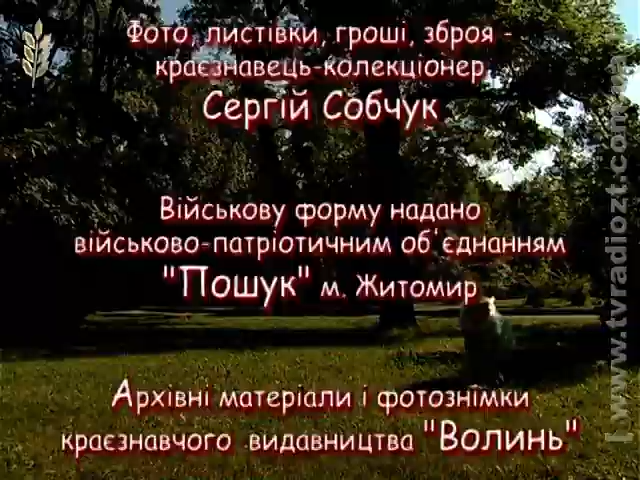 Фото, листівки, гроші, зброя -
краєзнавець-колекціонер,
Сергій Собчук
Військову форму надано
військово-патріотичним об'єднанням
"Пошук" м. Житомир
Архівні матеріали і фотознімки
краєзнавчого видавництва "Волинь"
[ www.tvradiozt.com.ua